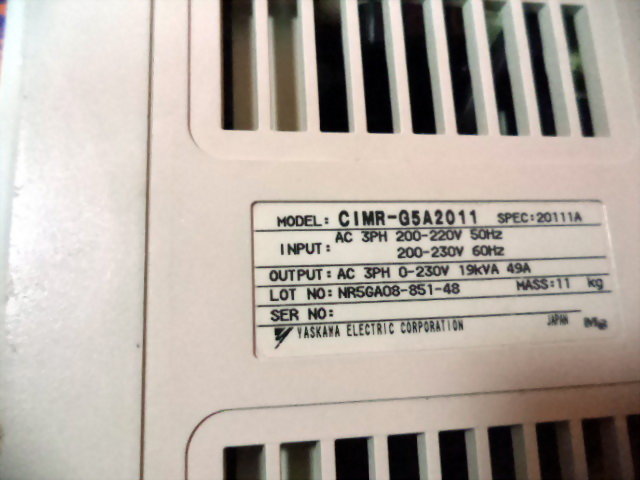 MODEL: CIMR-G5A2011 SPEC:20111A
INPUT: AC 3PH 200-220V 50Hz
200-230V 60Hz
OUTPUT: AC 3PH 0-230V 19kVA 49A
LOT NO: NR5GA08-851-48 MASS:11 kg
SER NO:
YASKAWA ELECTRIC CORPORATION JAPAN